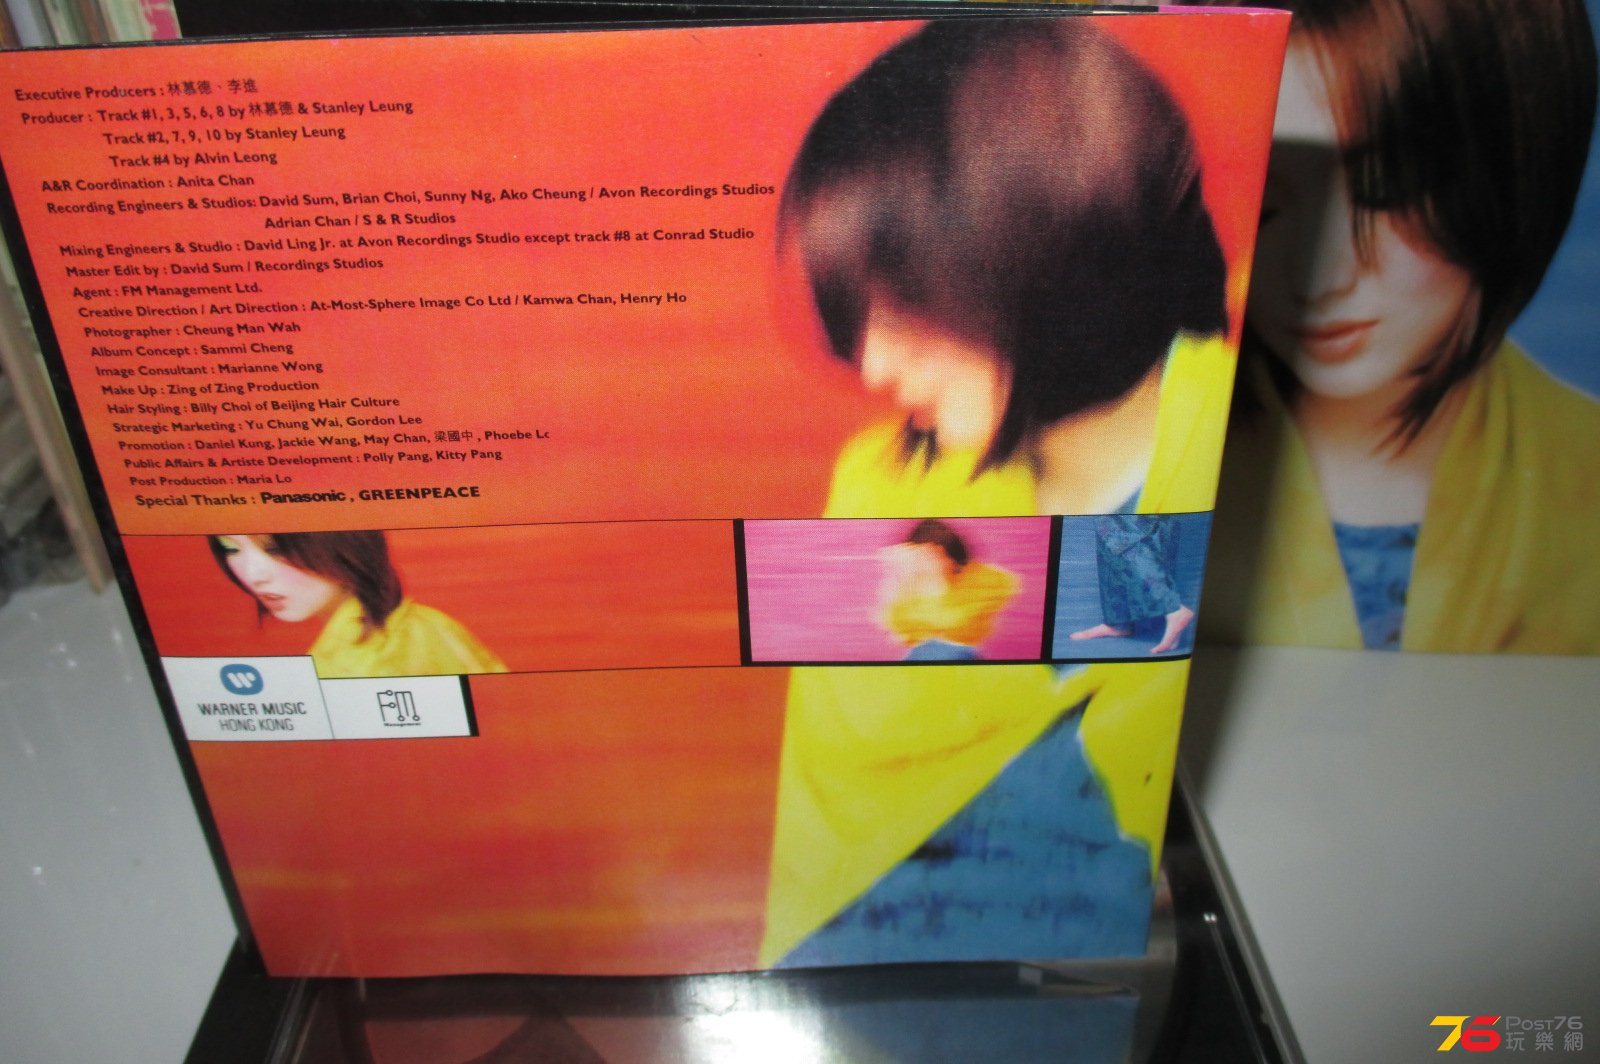 Executive Producers : 林慕德、李進
Producer : Track #1, 3, 5, 6, 8 by 林慕德 & Stanley Leung
Track #2, 7, 9, 10 by Stanley Leung
Track #4 by Alvin Leong
A&R Coordination : Anita Chan
Recording Engineers & Studios: David Sum, Brian Choi, Sunny Ng, Ako Cheung / Avon Recordings Studios
Adrian Chan / S & R Studios
Mixing Engineers & Studio : David Ling Jr. at Avon Recordings Studio except track #8 at Conrad Studio
Master Edit by : David Sum / Recordings Studios
Agent : FM Management Ltd.
Creative Direction / Art Direction : At-Most-Sphere Image Co Ltd / Kamwa Chan, Henry Ho
Photographer : Cheung Man Wah
Album Concept : Sammi Cheng
Image Consultant : Marianne Wong
Make Up : Zing of Zing Production
Hair Styling : Billy Choi of Beijing Hair Culture
Strategic Marketing : Yu Chung Wai, Gordon Lee
Promotion : Daniel Kung, Jackie Wang, May Chan, 梁國中 , Phoebe Lo
Public Affairs & Artiste Development : Polly Pang, Kitty Pang
Post Production : Maria Lo
Special Thanks : Panasonic , GREENPEACE
WARNER MUSIC
HONG KONG
FM
Management
76 Post76
玩樂網